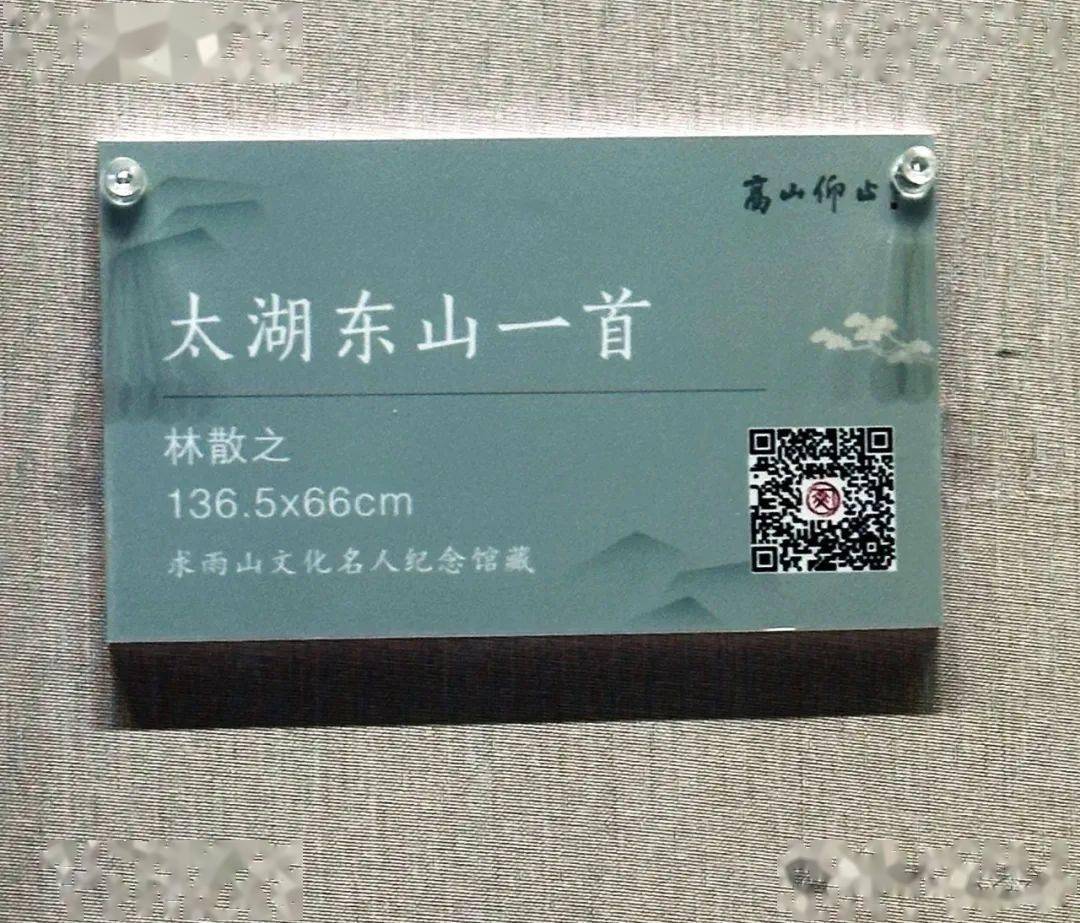 高山仰止
太湖东山一首
林散之
136.5x66cm
求雨山文化名人纪念馆藏